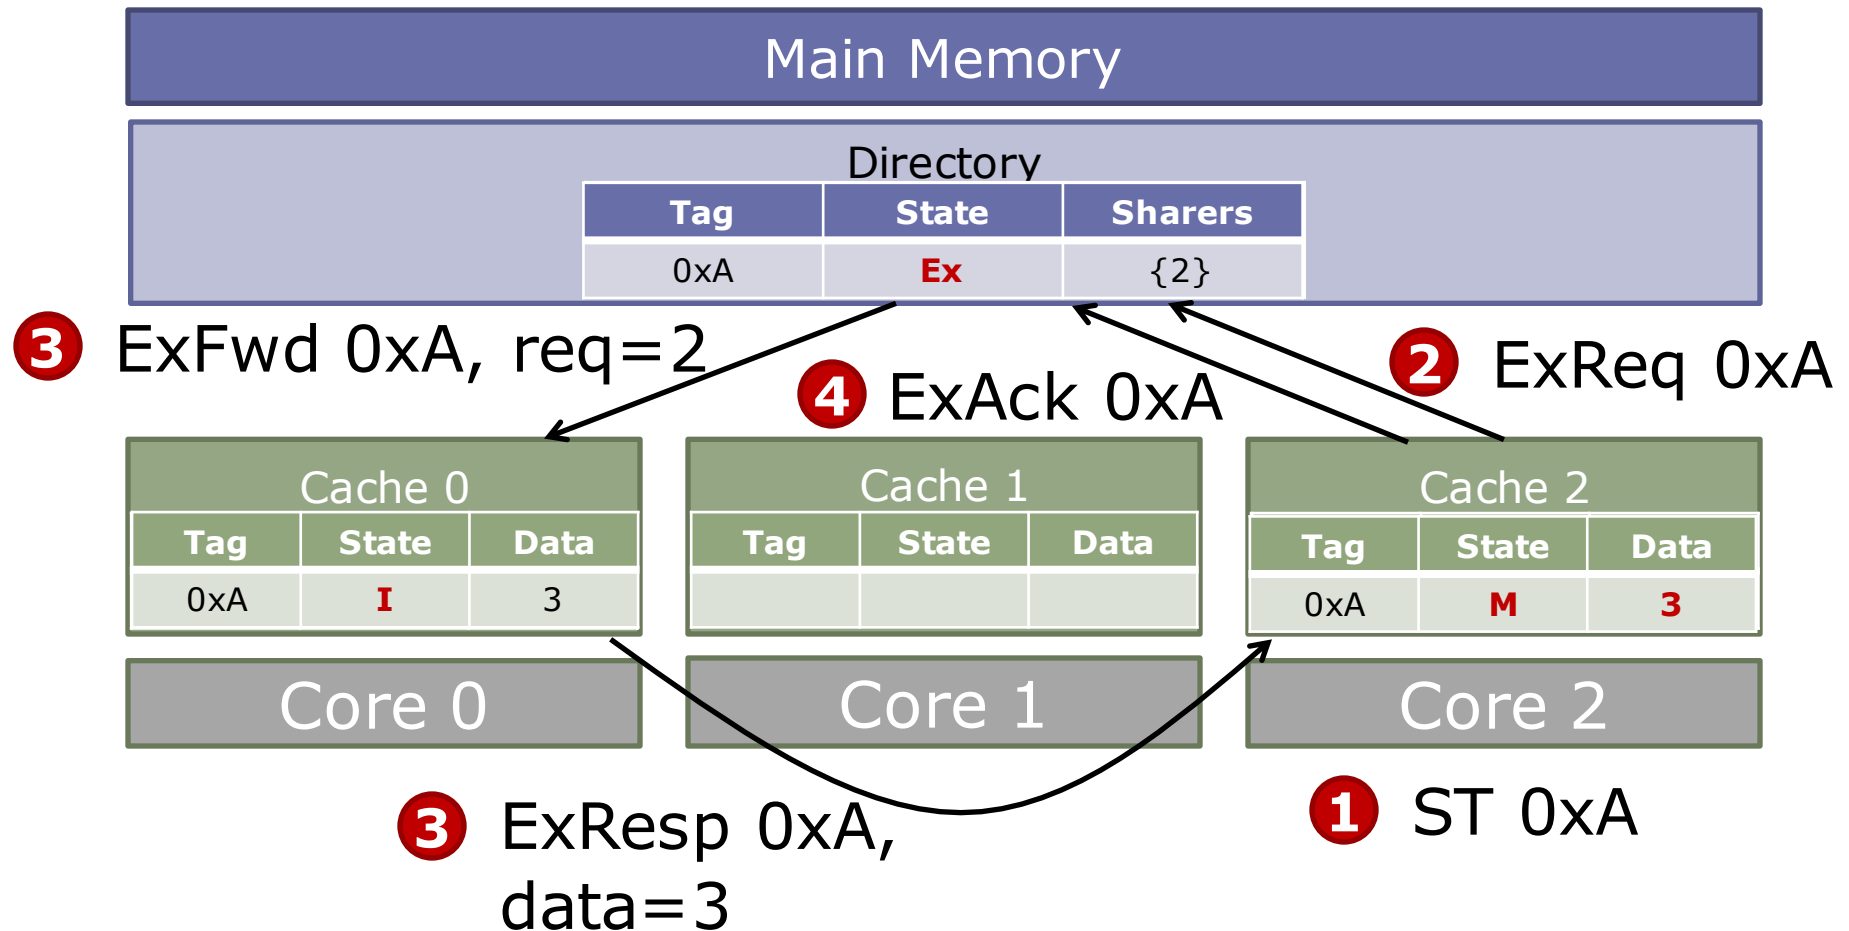 Main Memory
Directory
Tag State Sharers
0xA Ex {2}
3 ExFwd 0xA, req=2
2 ExReq 0xA
4 ExAck 0xA
Cache 0
Tag State Data
0xA I 3
Cache 1
Tag State Data
Cache 2
Tag State Data
0xA M 3
Core 0
Core 1
Core 2
3 ExResp 0xA,
data=3
1 ST 0xA